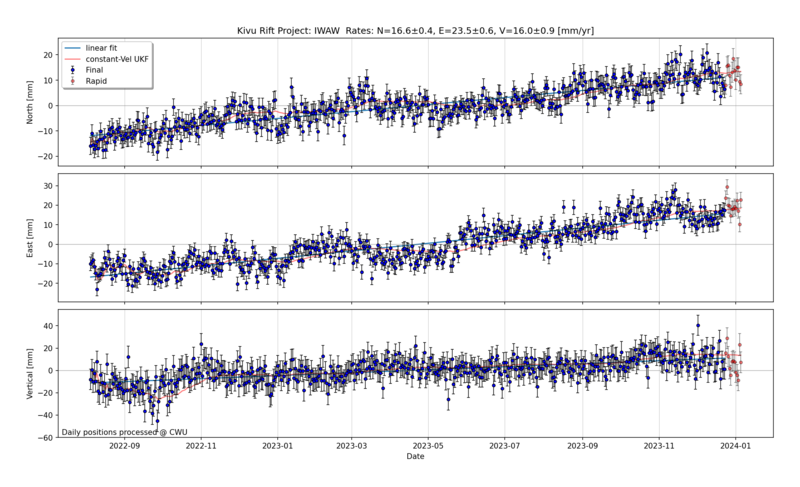 Kivu Rift Project: IWAW  Rates: N=16.6±0.4, E=23.5±0.6, V=16.0±0.9 [mm/yr]
linear fit
constant-Vel UKF
Final
Rapid
North [mm]
20
10
0
−10
−20
East [mm]
30
20
10
0
−10
−20
Vertical [mm]
40
20
0
−20
−40
−60
Daily positions processed @ CWU
2022-09
2022-11
2023-01
2023-03
2023-05
2023-07
2023-09
2023-11
2024-01
Date